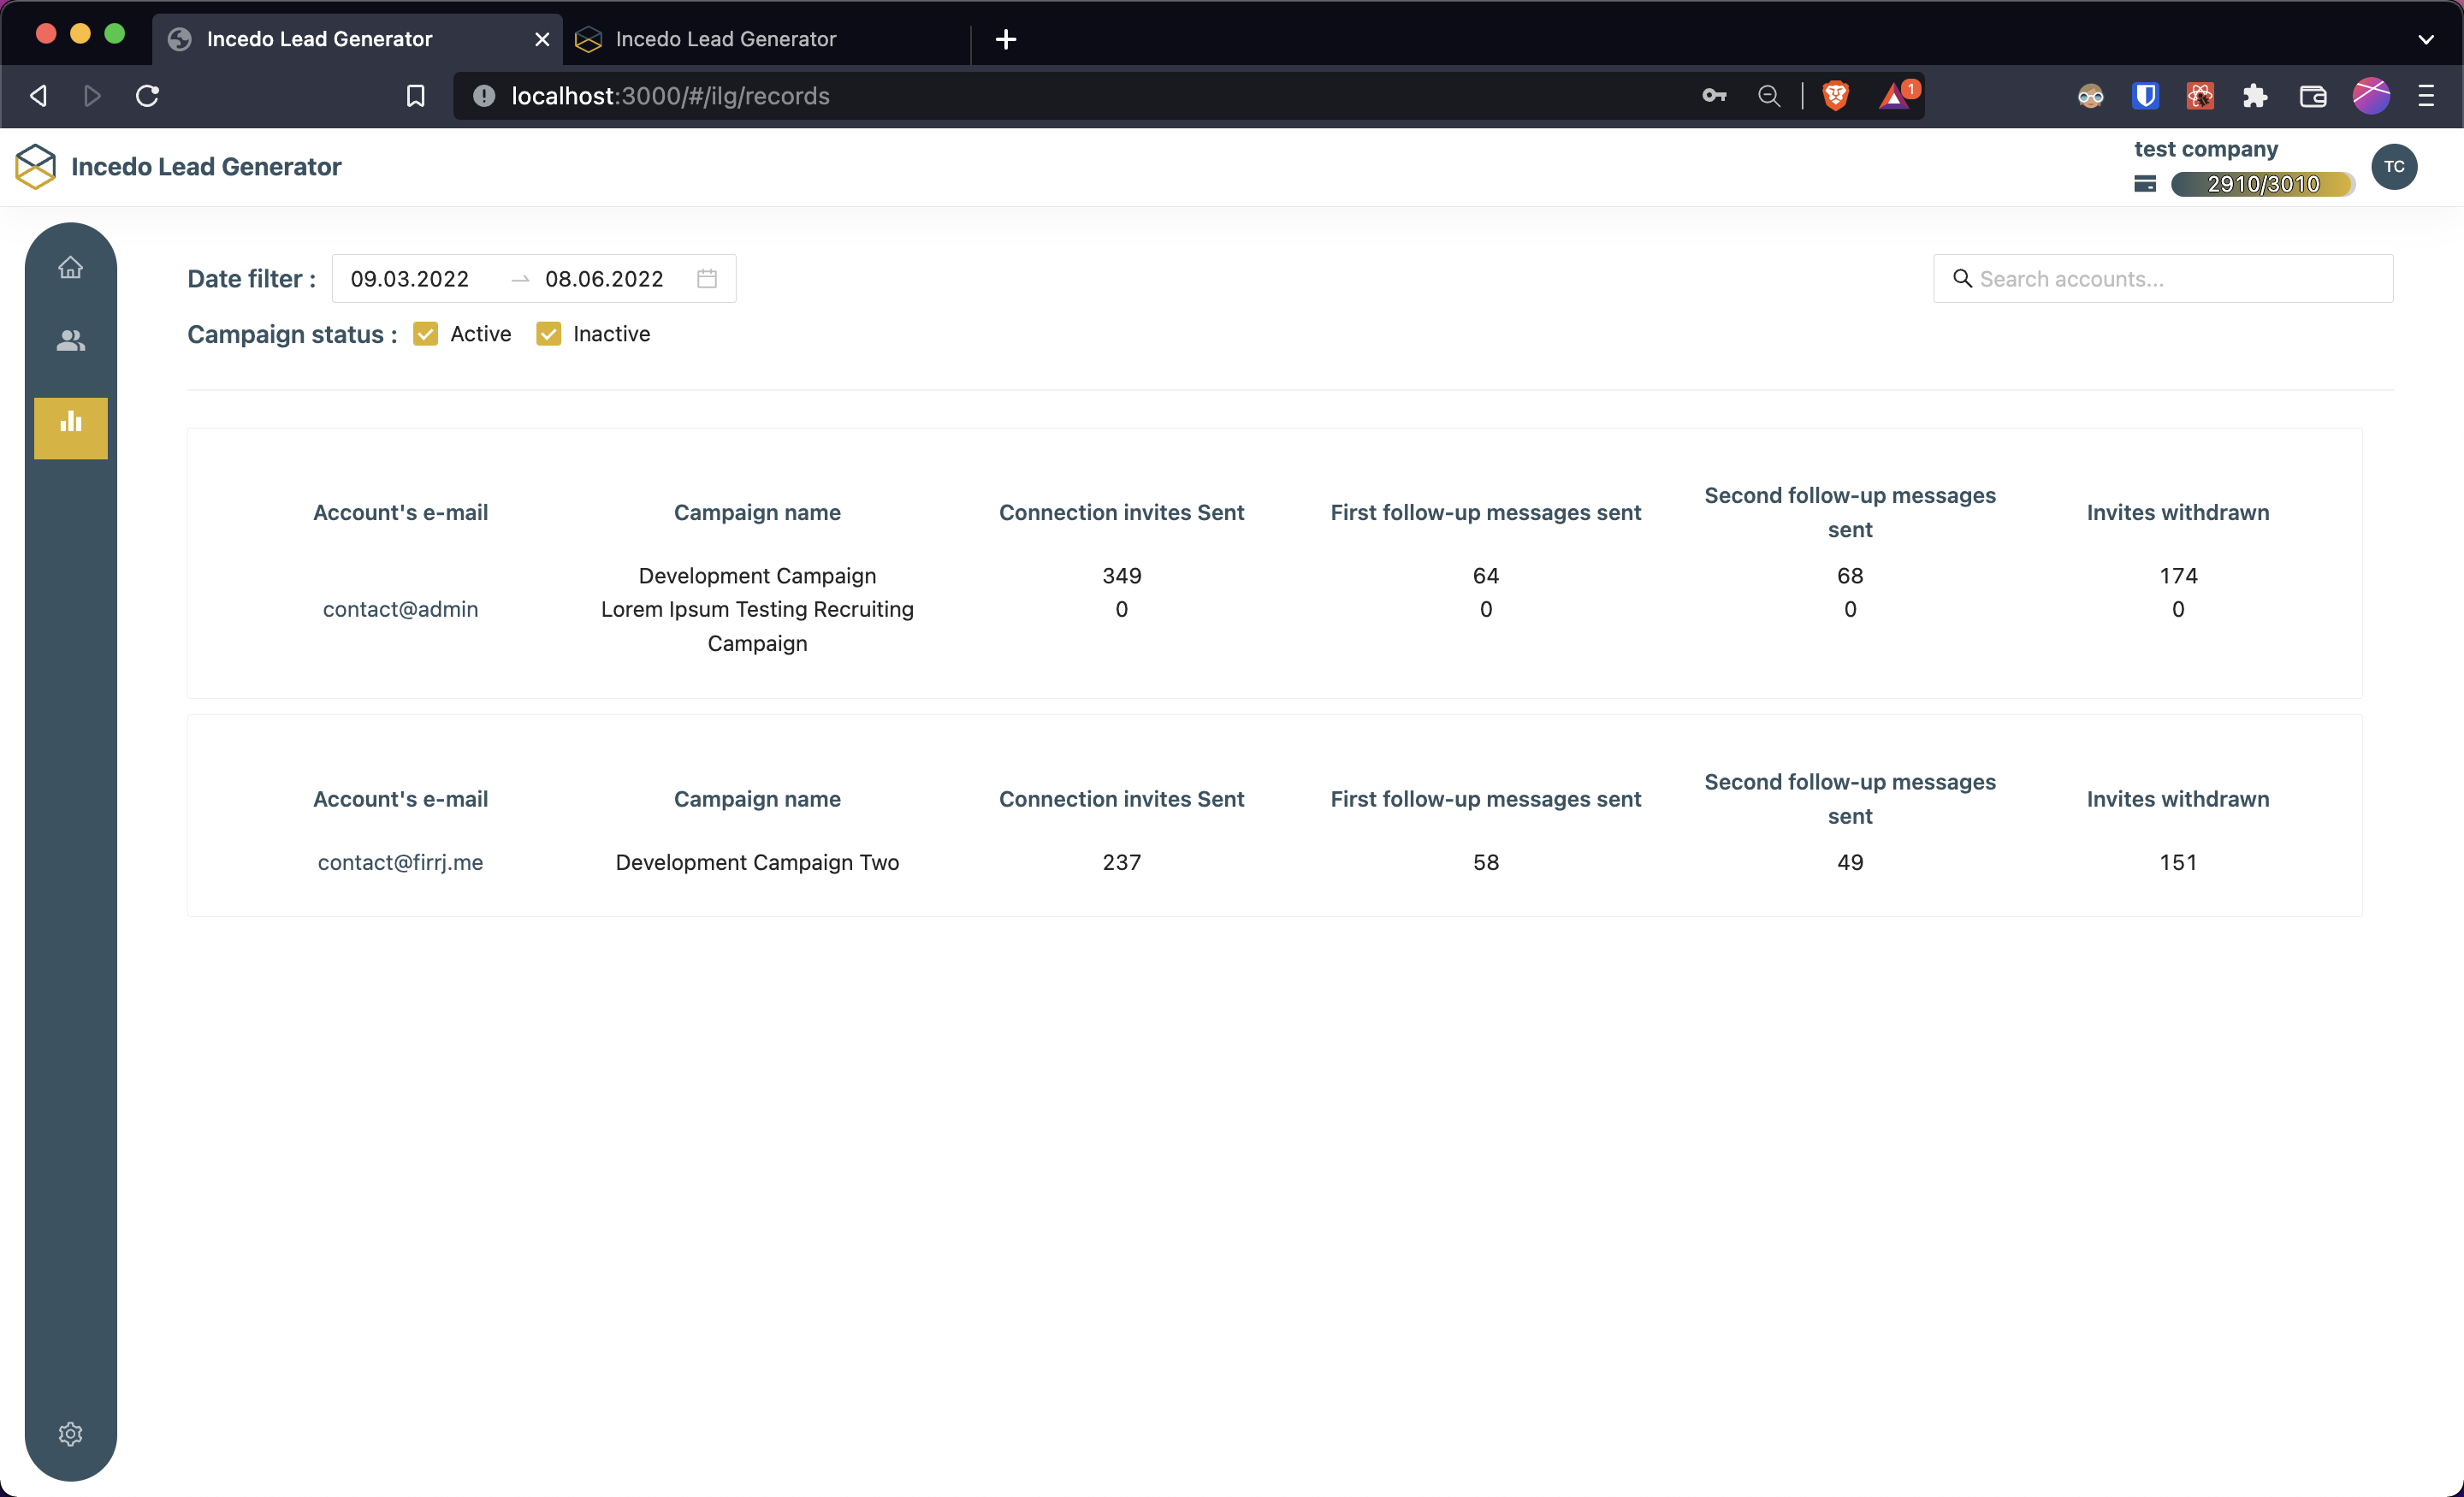 Incedo Lead Generator
Incedo Lead Generator
localhost:3000/#/ilg/records
1
Incedo Lead Generator
test company
2910/3010
TC
Date filter : 09.03.2022 08.06.2022
Search accounts...
Campaign status : Active Inactive
Account's e-mail Campaign name Connection invites Sent First follow-up messages sent Second follow-up messages sent Invites withdrawn
Development Campaign 349 64 68 174
contact@admin Lorem Ipsum Testing Recruiting Campaign 0 0 0 0
Account's e-mail Campaign name Connection invites Sent First follow-up messages sent Second follow-up messages sent Invites withdrawn
contact@firrj.me Development Campaign Two 237 58 49 151